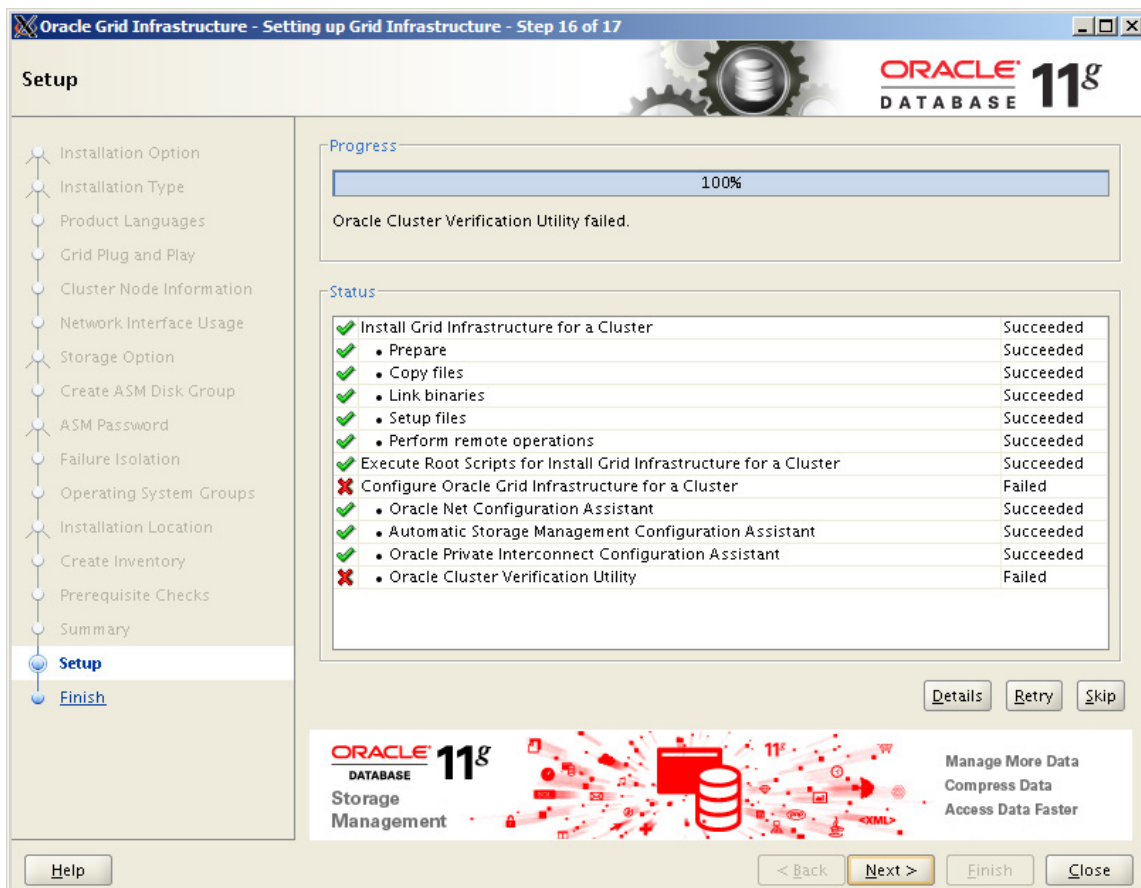 Oracle Grid Infrastructure - Setting up Grid Infrastructure - Step 16 of 17
Setup
ORACLE DATABASE 11g
Installation Option
Installation Type
Product Languages
Grid Plug and Play
Cluster Node Information
Network Interface Usage
Storage Option
Create ASM Disk Group
ASM Password
Failure Isolation
Operating System Groups
Installation Location
Create Inventory
Prerequisite Checks
Summary
Setup
Finish
Progress
100%
Oracle Cluster Verification Utility failed.
Status
Install Grid Infrastructure for a Cluster Succeeded
• Prepare Succeeded
• Copy files Succeeded
• Link binaries Succeeded
• Setup files Succeeded
• Perform remote operations Succeeded
Execute Root Scripts for Install Grid Infrastructure for a Cluster Succeeded
Configure Oracle Grid Infrastructure for a Cluster Failed
• Oracle Net Configuration Assistant Succeeded
• Automatic Storage Management Configuration Assistant Succeeded
• Oracle Private Interconnect Configuration Assistant Succeeded
• Oracle Cluster Verification Utility Failed
Details Retry Skip
ORACLE DATABASE 11g
Storage
Management
11g
<XML>
Manage More Data
Compress Data
Access Data Faster
Help < Back Next > Finish Close